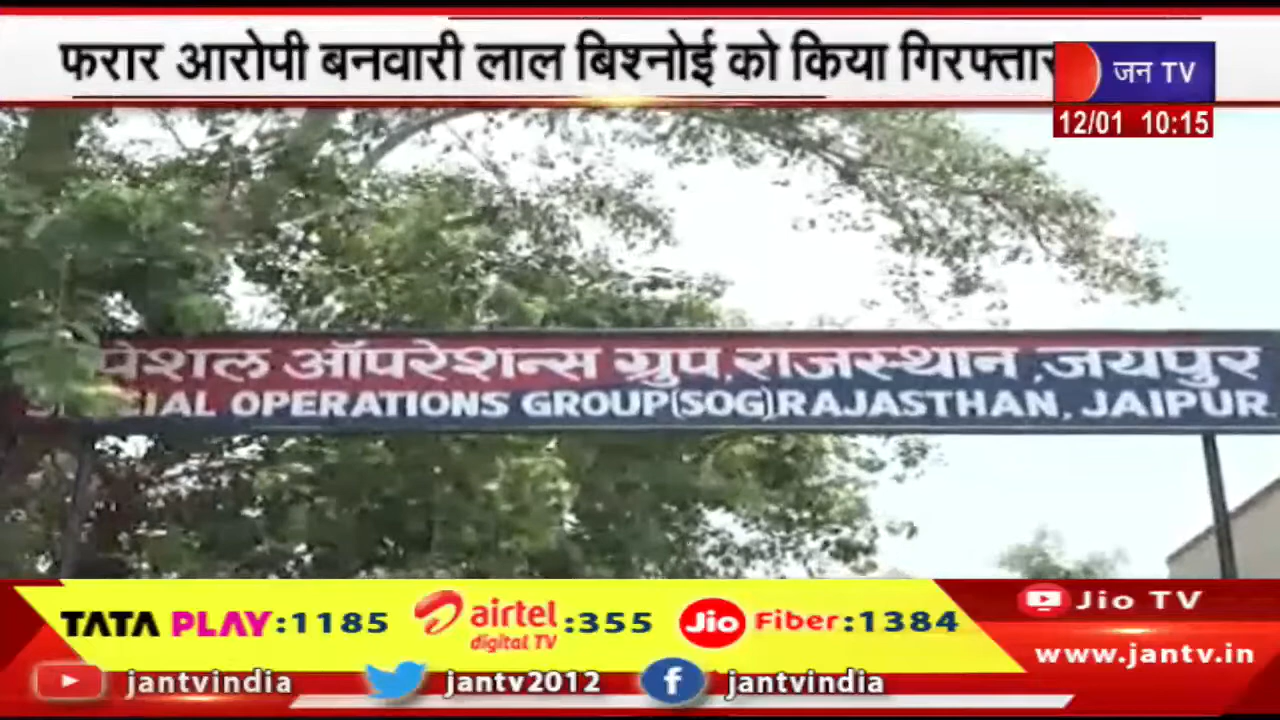 फरार आरोपी बनवारी लाल बिश्नोई को किया गिरफ्तार
जन TV
12/01 10:15
स्पेशल ऑपरेशन्स ग्रुप,राजस्थान,जयपुर
SPECIAL OPERATIONS GROUP(SOG)RAJASTHAN, JAIPUR.
TATA PLAY:1185 airtel digital TV:355 Jio Fiber:1384
Jio TV
www.jantv.in
jantvindia jantv2012 f jantvindia